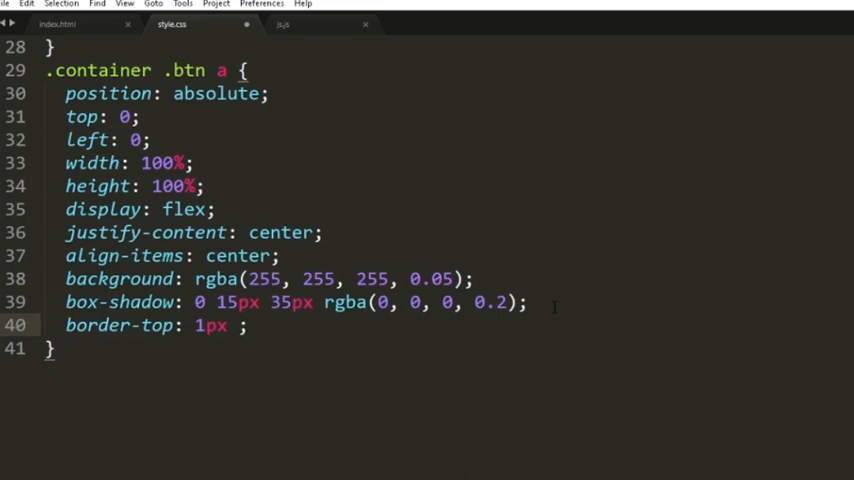 Edit Selection Find View Goto Tools Project Preferences Help
index.html × style.css js.js ×
28 }
29 .container .btn a {
30 position: absolute;
31 top: 0;
32 left: 0;
33 width: 100%;
34 height: 100%;
35 display: flex;
36 justify-content: center;
37 align-items: center;
38 background: rgba(255, 255, 255, 0.05);
39 box-shadow: 0 15px 35px rgba(0, 0, 0, 0.2);
40 border-top: 1px ;
41 }